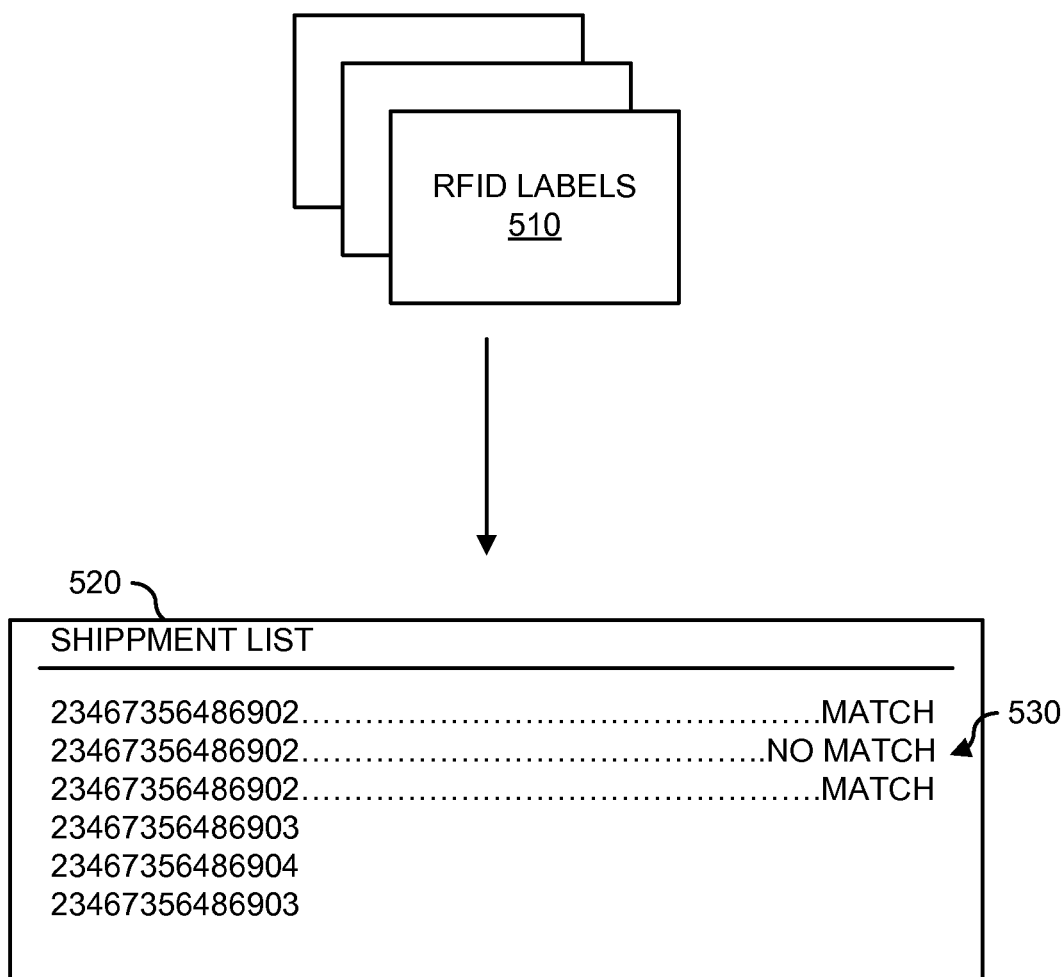 RFID LABELS
510
520
SHIPPMENT LIST
23467356486902……………………………………………MATCH
530
23467356486902……………………………………..NO MATCH
23467356486902……………………………………………MATCH
23467356486903
23467356486904
23467356486903